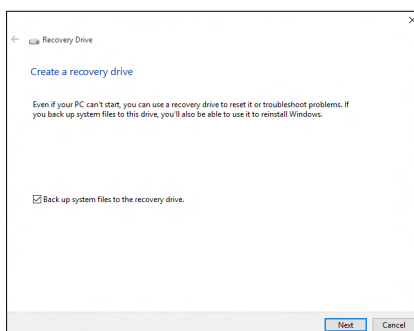 Recovery Drive
Create a recovery drive
Even if your PC can't start, you can use a recovery drive to reset it or troubleshoot problems. If
you back up system files to this drive, you'll also be able to use it to reinstall Windows.
Back up system files to the recovery drive.
Next Cancel